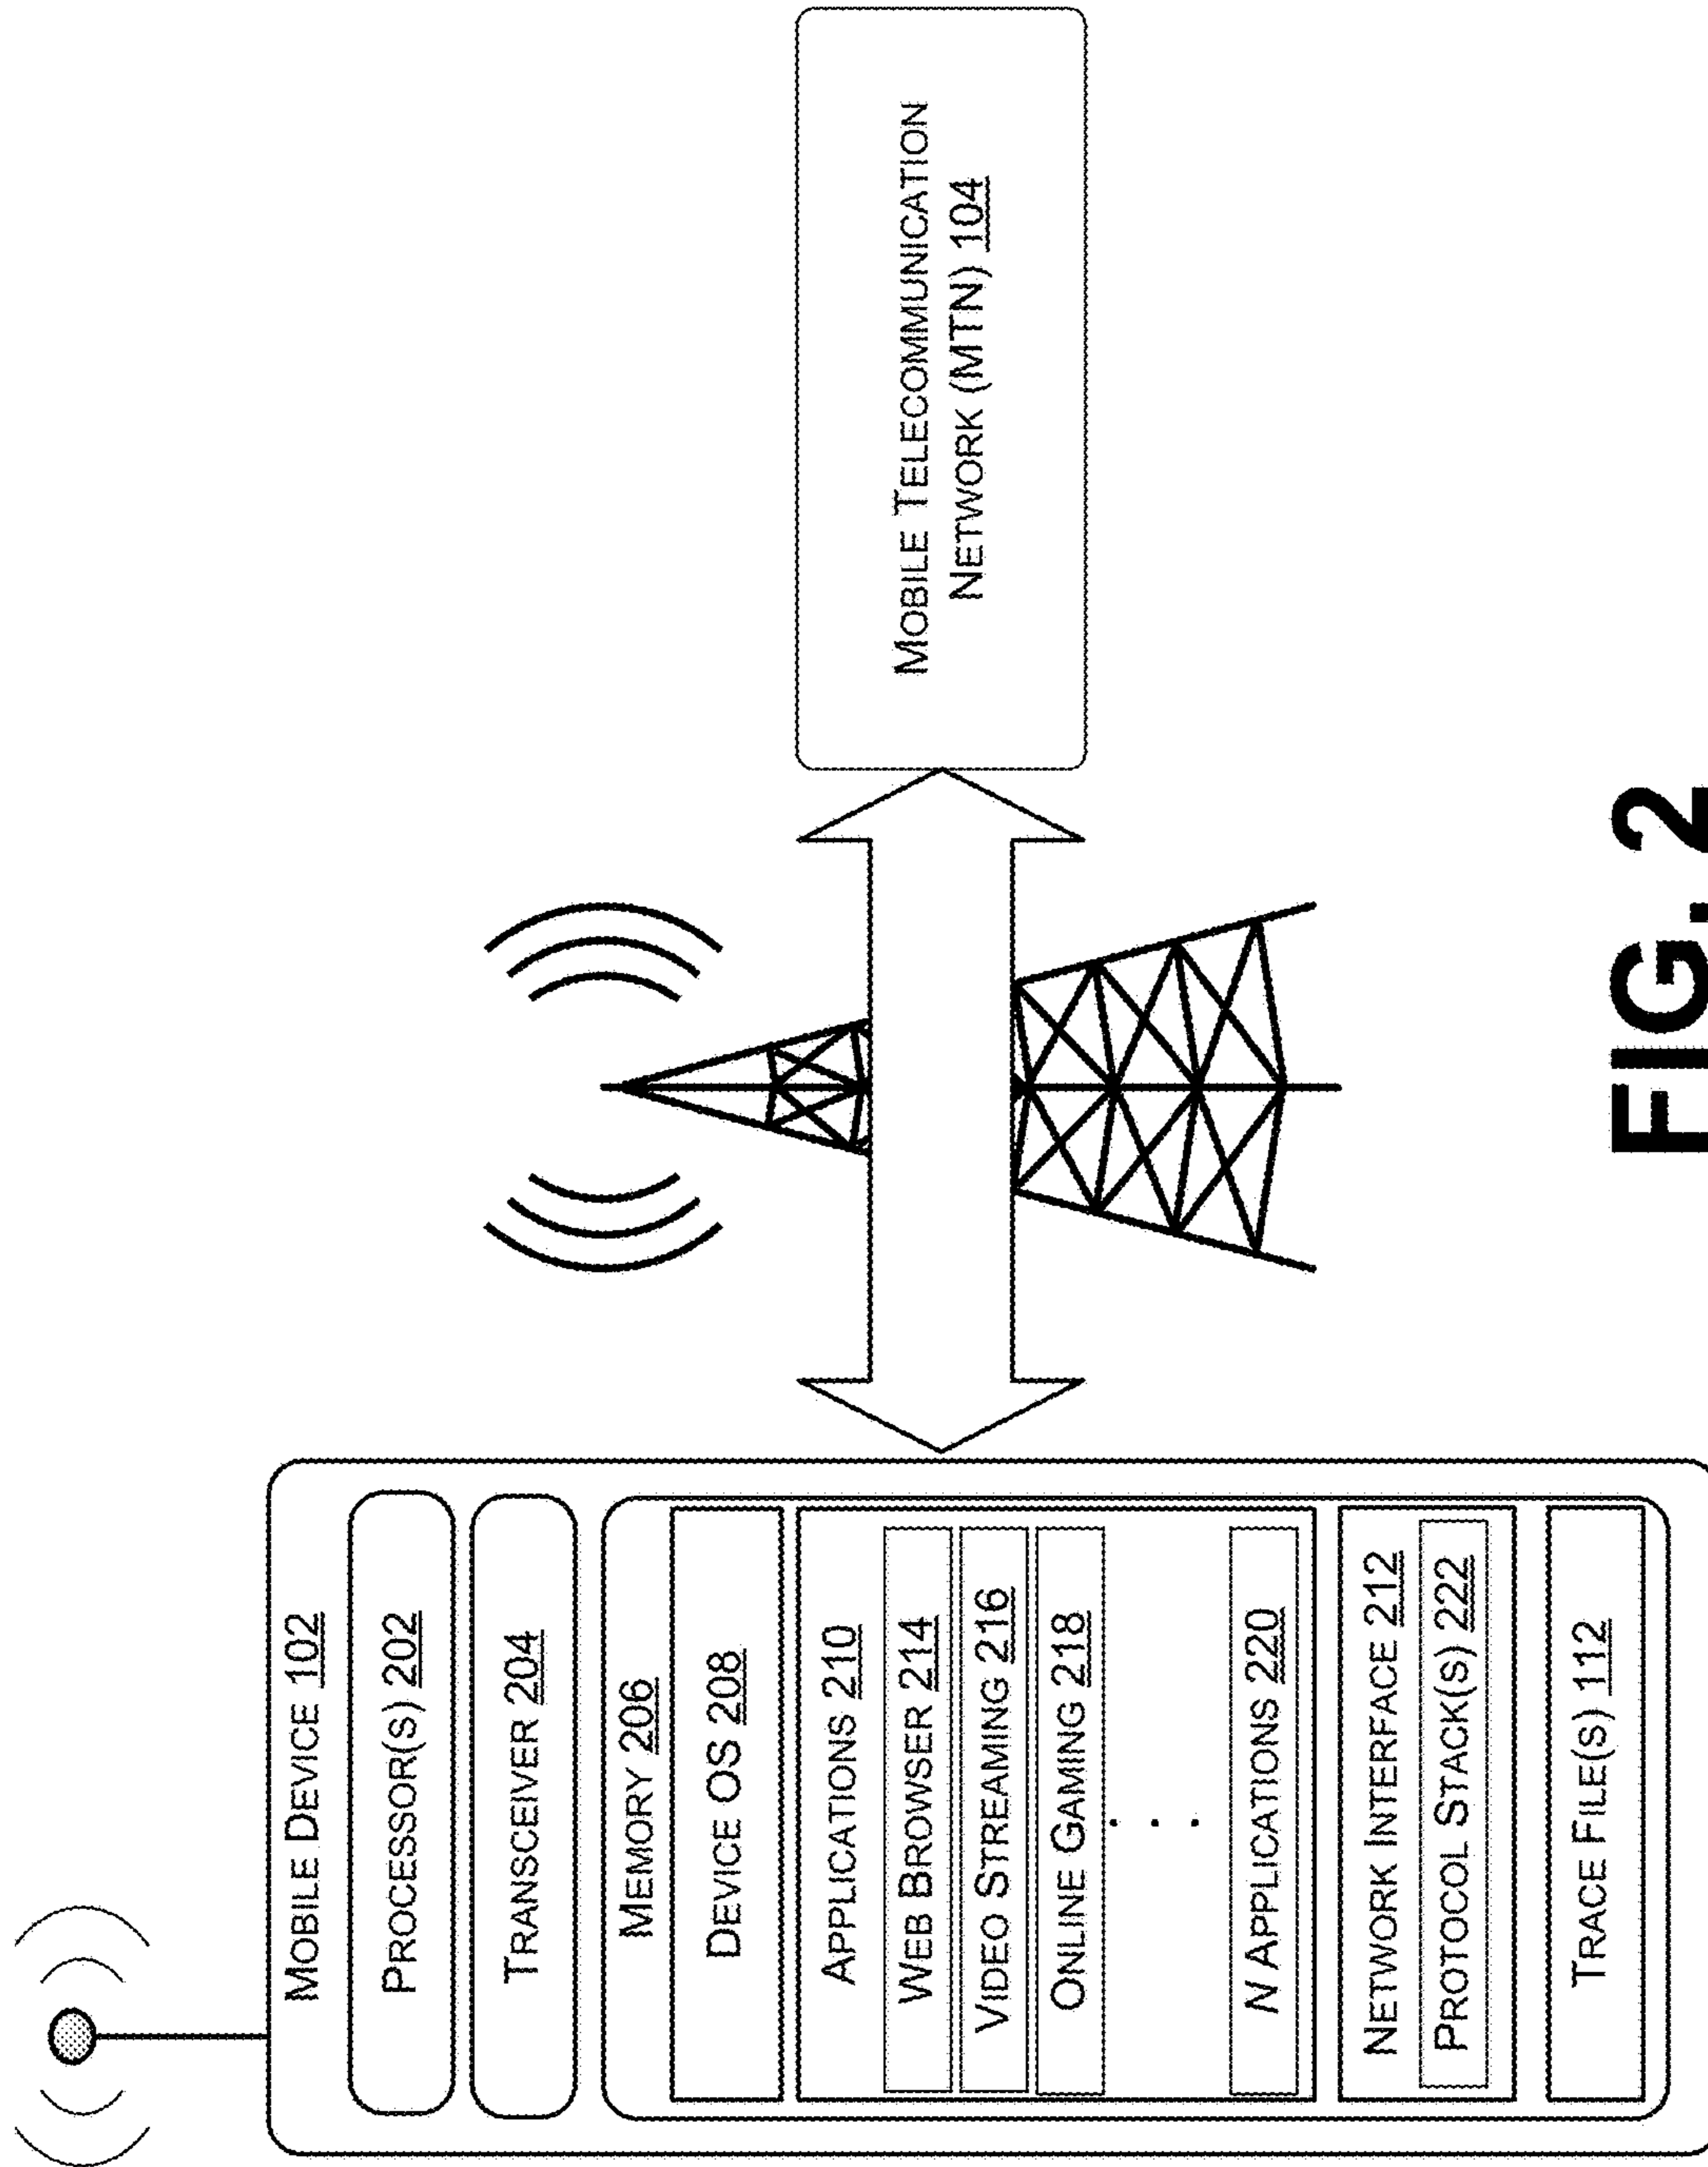 MOBILE DEVICE 102
PROCESSOR(S) 202
TRANSCEIVER 204
MEMORY 206
DEVICE OS 208
APPLICATIONS 210
WEB BROWSER 214
VIDEO STREAMING 216
ONLINE GAMING 218
. . .
N APPLICATIONS 220
NETWORK INTERFACE 212
PROTOCOL STACK(S) 222
TRACE FILE(S) 112
MOBILE TELECOMMUNICATION
NETWORK (MTN) 104
FIG. 2